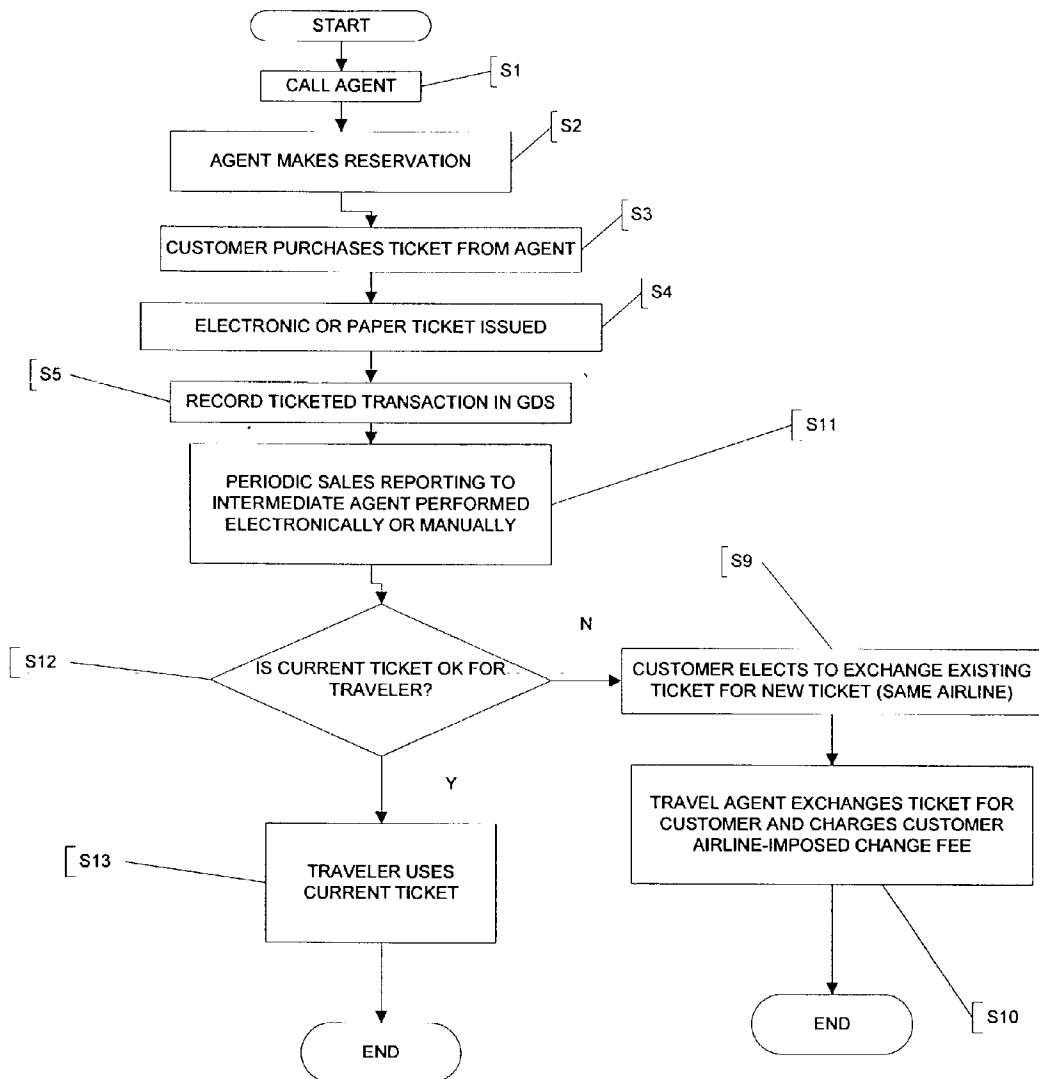 START
S1
CALL AGENT
S2
AGENT MAKES RESERVATION
S3
CUSTOMER PURCHASES TICKET FROM AGENT
S4
ELECTRONIC OR PAPER TICKET ISSUED
S5
RECORD TICKETED TRANSACTION IN GDS
S11
PERIODIC SALES REPORTING TO
INTERMEDIATE AGENT PERFORMED
ELECTRONICALLY OR MANUALLY
S9
N
S12
IS CURRENT TICKET OK FOR
TRAVELER?
CUSTOMER ELECTS TO EXCHANGE EXISTING
TICKET FOR NEW TICKET (SAME AIRLINE)
Y
TRAVEL AGENT EXCHANGES TICKET FOR
CUSTOMER AND CHARGES CUSTOMER
AIRLINE-IMPOSED CHANGE FEE
S13
TRAVELER USES
CURRENT TICKET
S10
END
END